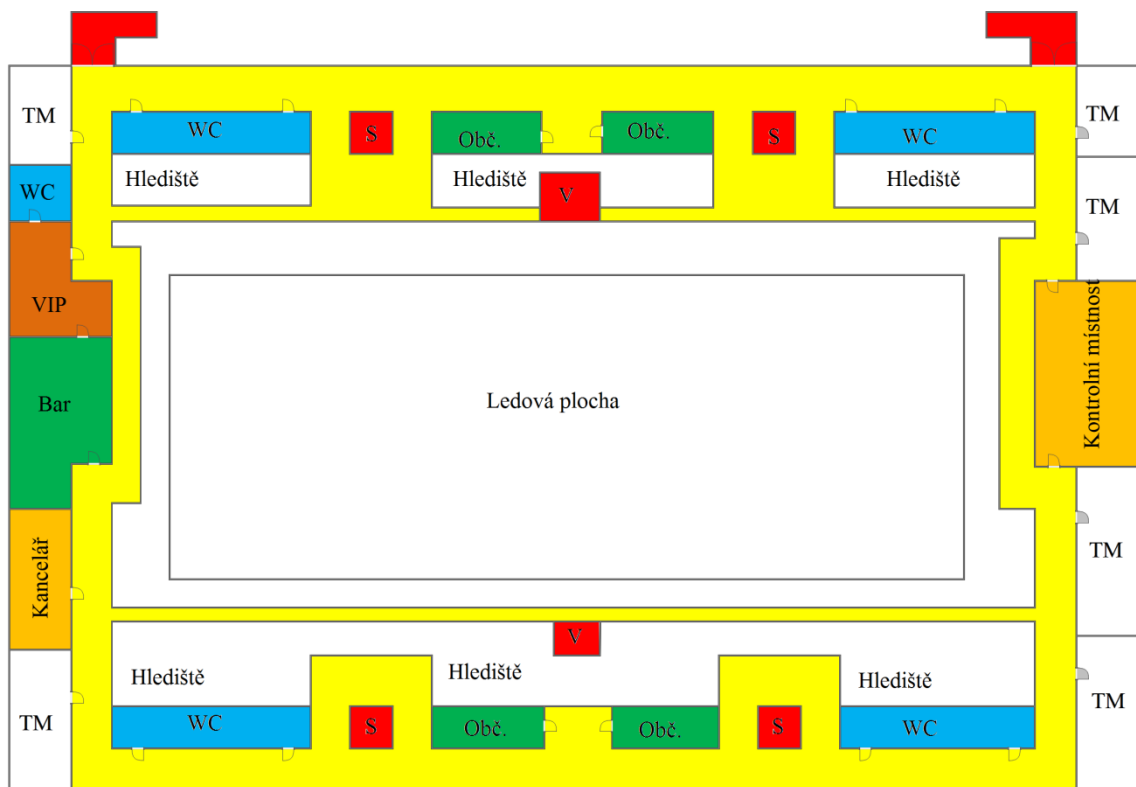 TM
WC
S
Obč.
Obč.
S
WC
TM
Hlediště
Hlediště
Hlediště
WC
V
TM
VIP
Kontrolní místnost
Bar
Ledová plocha
Kancelář
TM
V
Hlediště
Hlediště
Hlediště
TM
TM
WC
S
Obč.
Obč.
S
WC